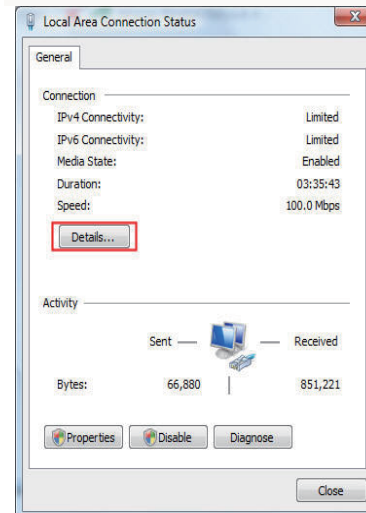 Local Area Connection Status
General
Connection
IPv4 Connectivity: Limited
IPv6 Connectivity: Limited
Media State: Enabled
Duration: 03:35:43
Speed: 100.0 Mbps
Details...
Activity
Sent Received
Bytes: 66,880 851,221
Properties Disable Diagnose
Close